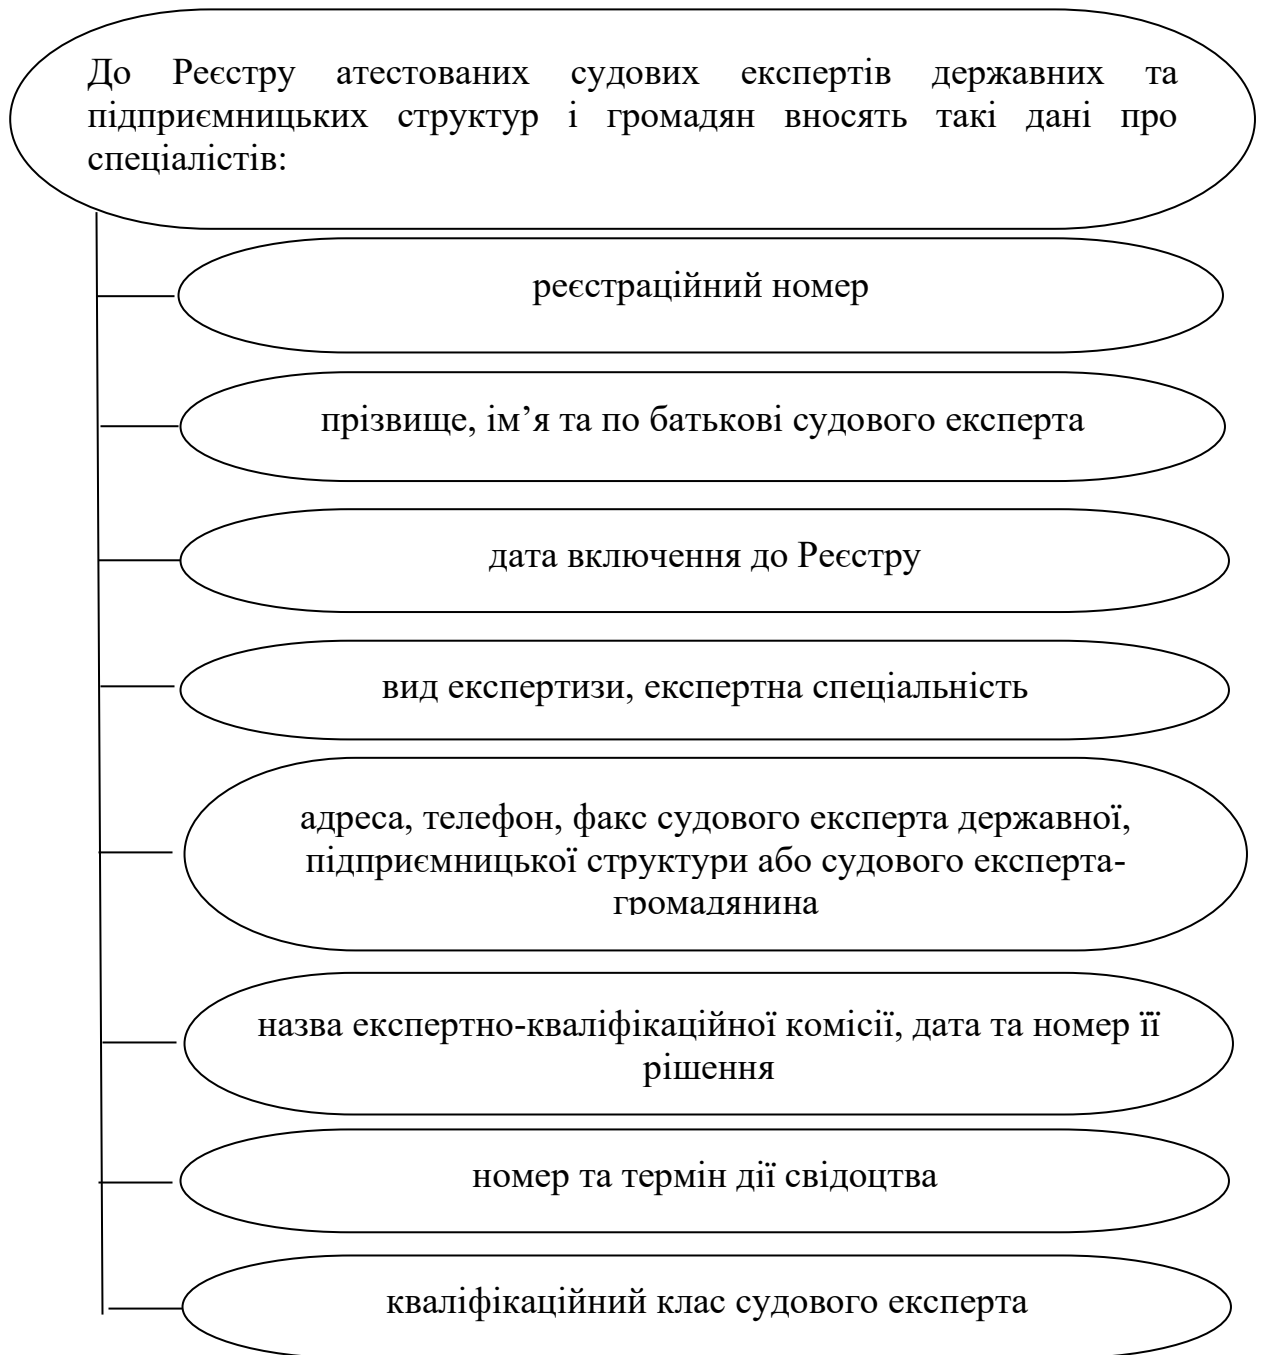 До Реєстру атестованих судових експертів державних та
підприємницьких структур і громадян вносять такі дані про
спеціалістів:
реєстраційний номер
прізвище, ім’я та по батькові судового експерта
дата включення до Реєстру
вид експертизи, експертна спеціальність
адреса, телефон, факс судового експерта державної,
підприємницької структури або судового експерта-
громадянина
назва експертно-кваліфікаційної комісії, дата та номер її
рішення
номер та термін дії свідоцтва
кваліфікаційний клас судового експерта